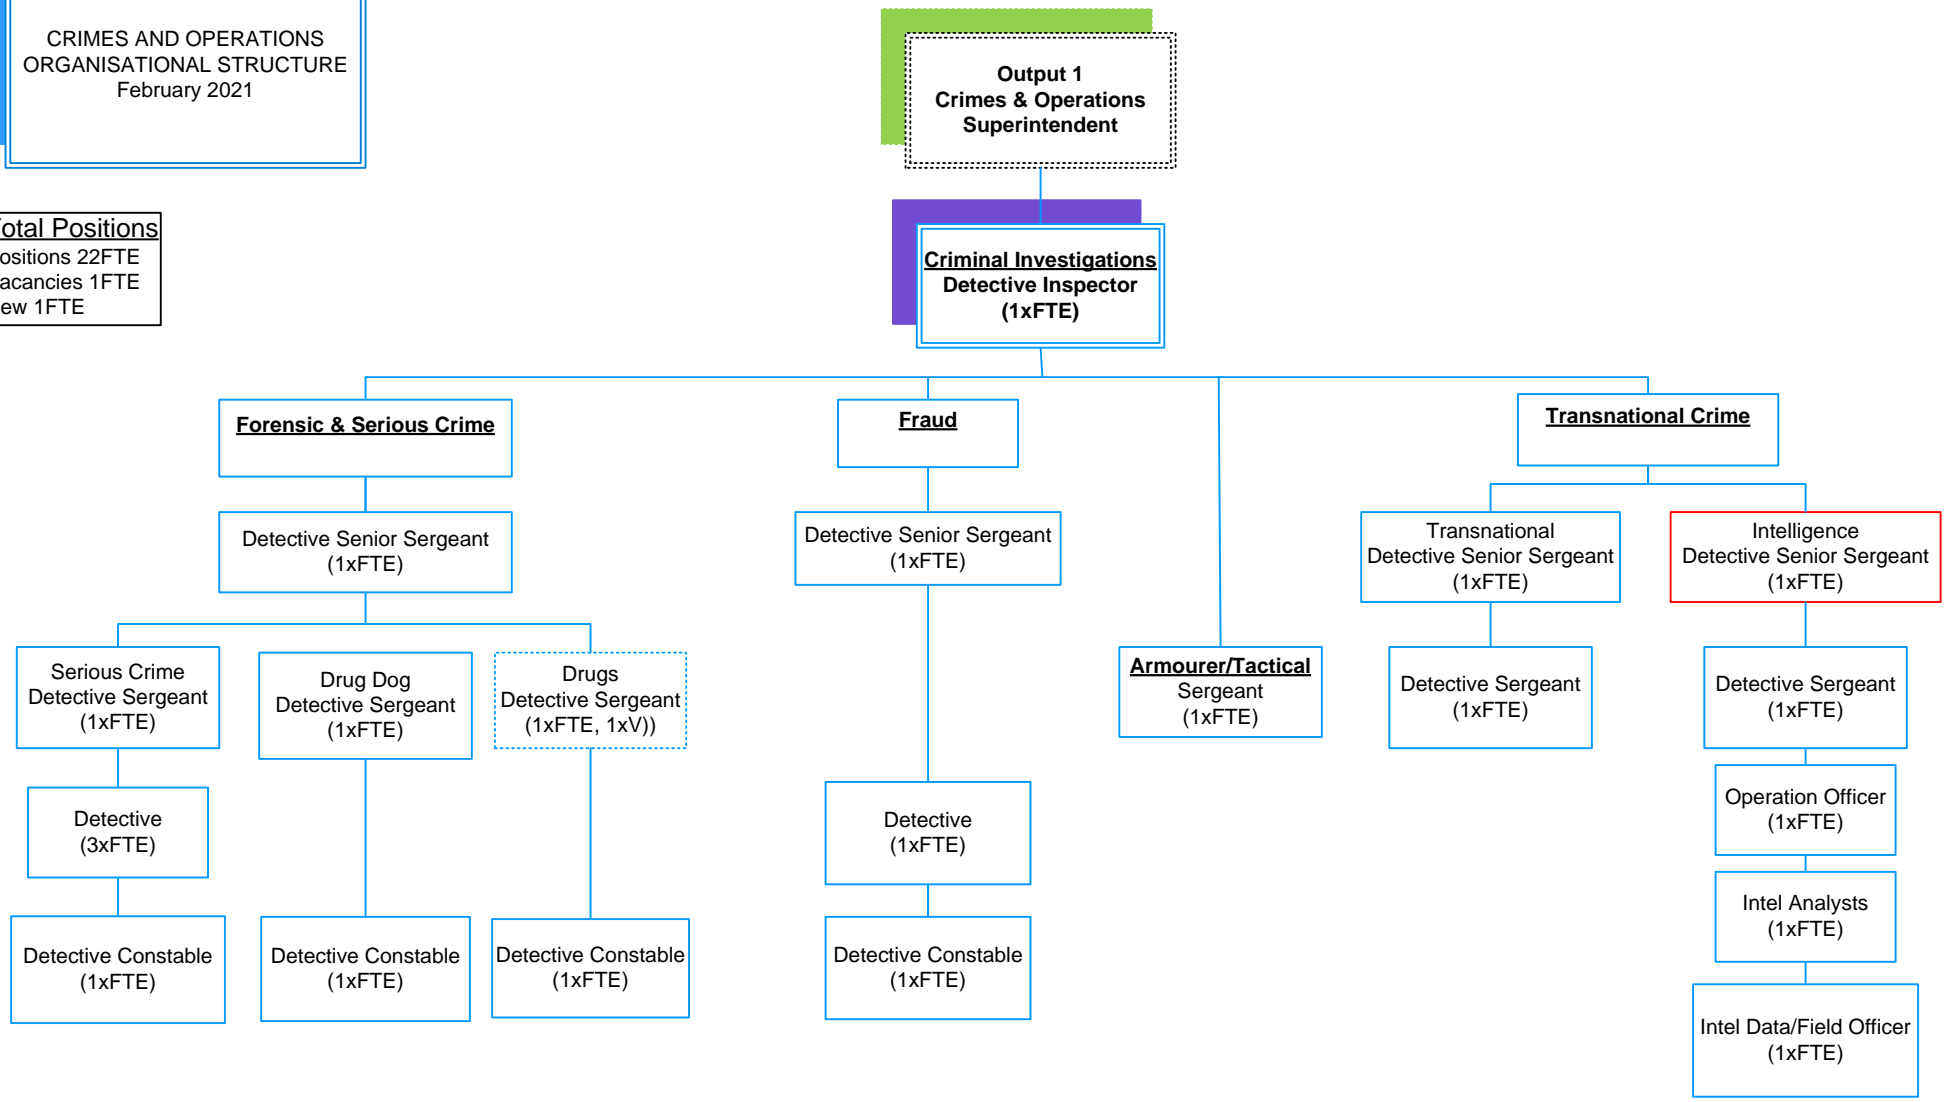 CRIMES AND OPERATIONS
ORGANISATIONAL STRUCTURE
February 2021
Output 1
Crimes & Operations
Superintendent
otal Positions
ositions 22FTE
acancies 1FTE
ew 1FTE
Criminal Investigations
Detective Inspector
(1xFTE)
Forensic & Serious Crime
Fraud
Transnational Crime
Detective Senior Sergeant
(1xFTE)
Detective Senior Sergeant
(1xFTE)
Transnational
Detective Senior Sergeant
(1xFTE)
Intelligence
Detective Senior Sergeant
(1xFTE)
Serious Crime
Detective Sergeant
(1xFTE)
Drug Dog
Detective Sergeant
(1xFTE)
Drugs
Detective Sergeant
(1xFTE, 1xV))
Armourer/Tactical
Sergeant
(1xFTE)
Detective Sergeant
(1xFTE)
Detective Sergeant
(1xFTE)
Detective
(3xFTE)
Detective
(1xFTE)
Operation Officer
(1xFTE)
Intel Analysts
(1xFTE)
Detective Constable
(1xFTE)
Detective Constable
(1xFTE)
Detective Constable
(1xFTE)
Detective Constable
(1xFTE)
Intel Data/Field Officer
(1xFTE)